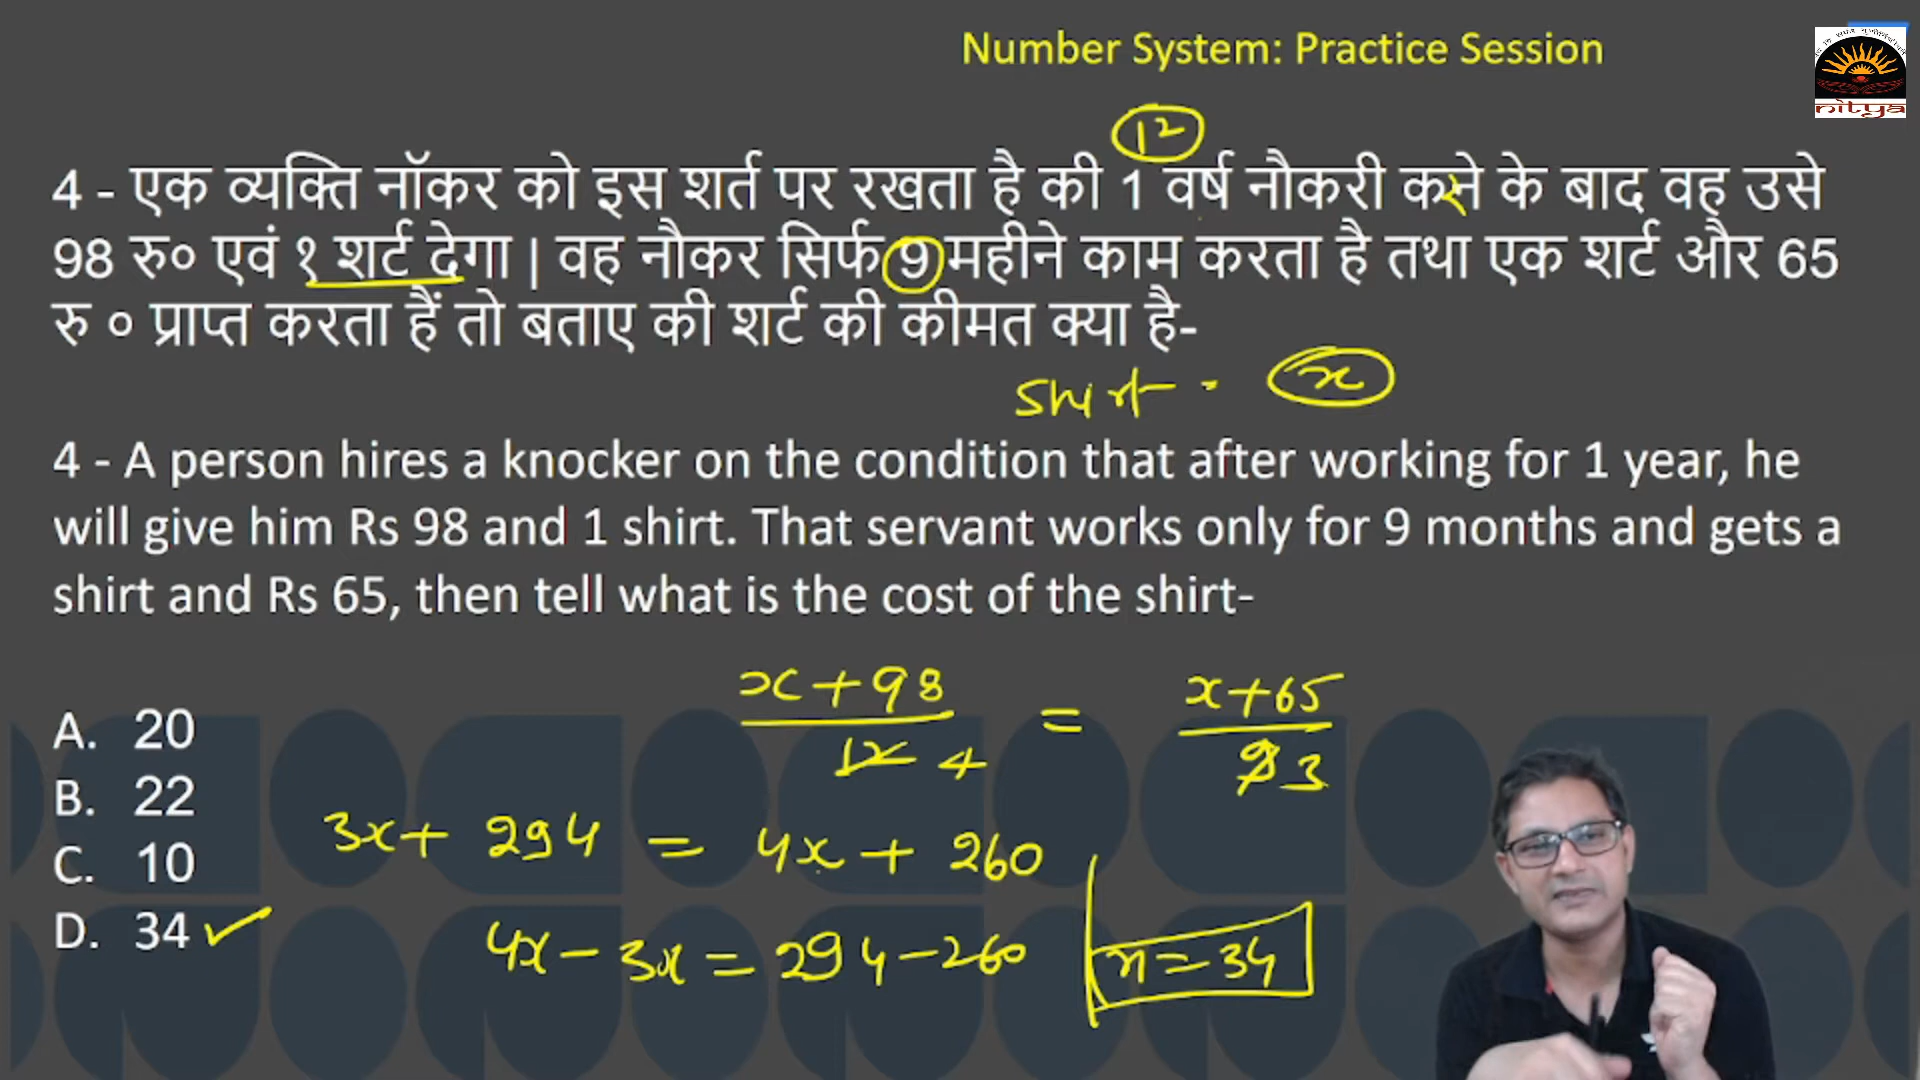 Number System: Practice Session
nitya
12
4 - एक व्यक्ति नॉकर को इस शर्त पर रखता है की 1 वर्ष नौकरी करने के बाद वह उसे
98 रु० एवं १ शर्ट देगा | वह नौकर सिर्फ 9 महीने काम करता है तथा एक शर्ट और 65
रु ० प्राप्त करता हैं तो बताए की शर्ट की कीमत क्या है-
Shirt = x
4 - A person hires a knocker on the condition that after working for 1 year, he
will give him Rs 98 and 1 shirt. That servant works only for 9 months and gets a
shirt and Rs 65, then tell what is the cost of the shirt-
x+98 = x+65
12 4 9 3
A. 20
B. 22
C. 10
D. 34 ✓
3x + 294 = 4x + 260
4x - 3x = 294 - 260
x = 34